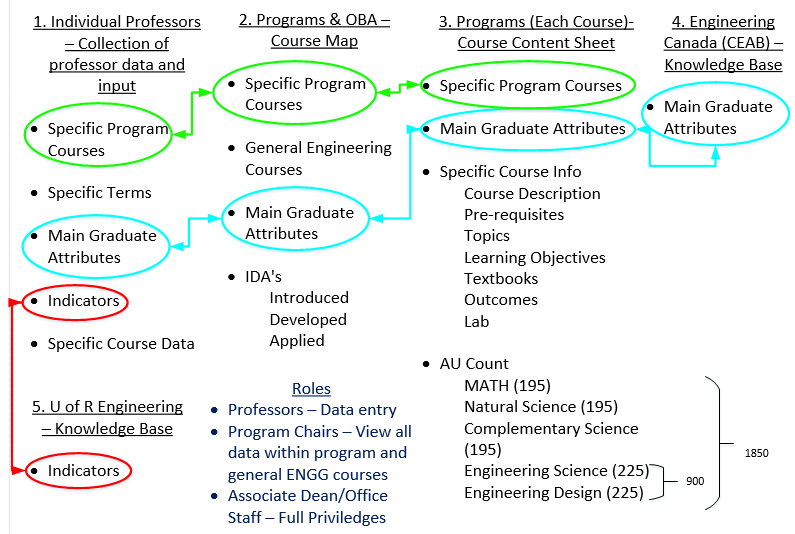 1. Individual Professors
– Collection of
professor data and
input
• Specific Program
Courses
• Specific Terms
• Main Graduate
Attributes
• Indicators
• Specific Course Data
5. U of R Engineering
– Knowledge Base
• Indicators
2. Programs & OBA –
Course Map
• Specific Program
Courses
• General Engineering
Courses
• Main Graduate
Attributes
• IDA's
Introduced
Developed
Applied
Roles
• Professors – Data entry
• Program Chairs – View all
data within program and
general ENGG courses
• Associate Dean/Office
Staff – Full Priviledges
3. Programs (Each Course)-
Course Content Sheet
• Specific Program Courses
• Main Graduate Attributes
• Specific Course Info
Course Description
Pre-requisites
Topics
Learning Objectives
Textbooks
Outcomes
Lab
• AU Count
MATH (195)
Natural Science (195)
Complementary Science
(195)
Engineering Science (225)
Engineering Design (225)
900
1850
4. Engineering
Canada (CEAB) –
Knowledge Base
• Main Graduate
Attributes